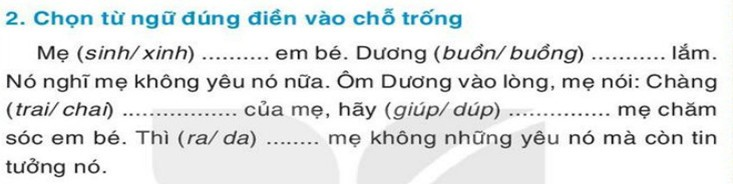 2. Chọn từ ngữ đúng điền vào chỗ trống
Mẹ (sinh/ xinh) .......... em bé. Dương (buồn/ buồng) ........... lắm.
Nó nghĩ mẹ không yêu nó nữa. Ôm Dương vào lòng, mẹ nói: Chàng
(trai/ chai) ................. của mẹ, hãy (giúp/ dúp) ............... mẹ chăm
sóc em bé. Thì (ra/ da) ........ mẹ không những yêu nó mà còn tin
tưởng nó.